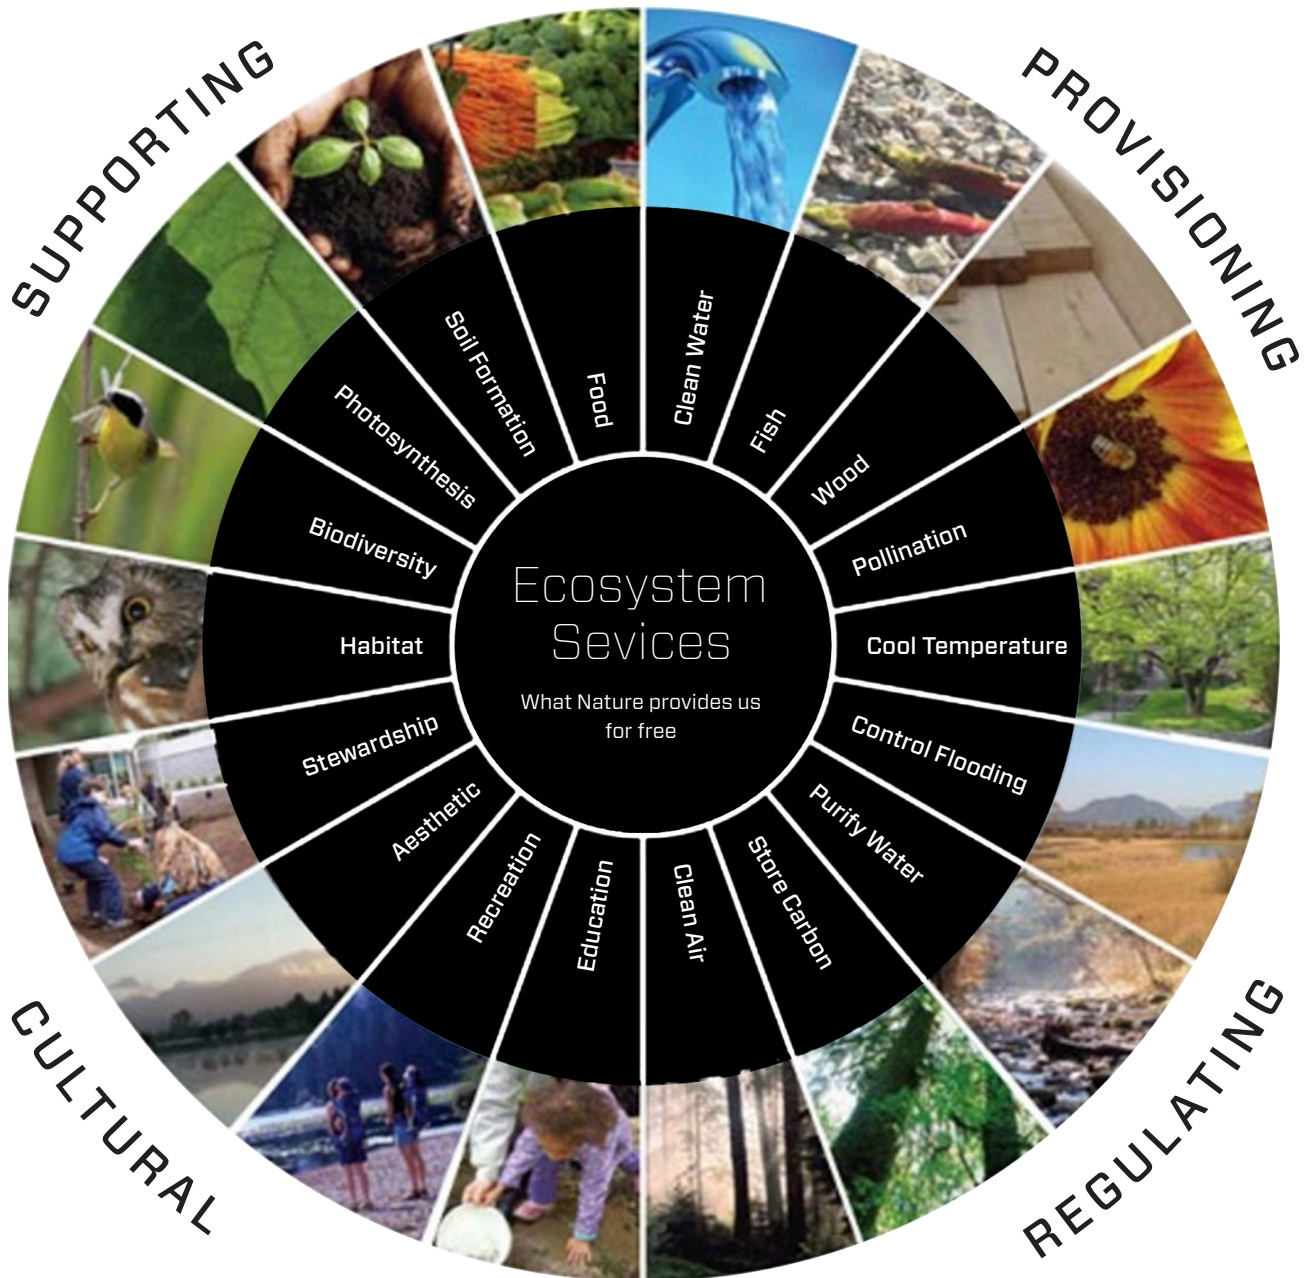 SUPPORTING
PROVISIONING
Soil Formation
Food
Clean Water
Fish
Photosynthesis
Wood
Biodiversity
Pollination
Habitat
Cool Temperature
Ecosystem
Sevices
What Nature provides us
for free
Stewardship
Control Flooding
Aesthetic
Purify Water
Recreation
Education
Clean Air
Store Carbon
CULTURAL
REGULATING